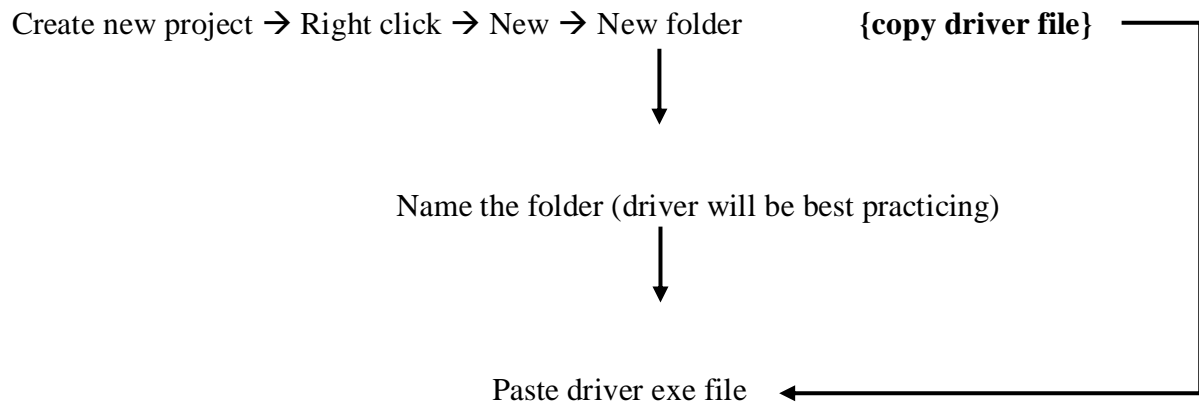 Create new project → Right click → New → New folder {copy driver file}
Name the folder (driver will be best practicing)
Paste driver exe file